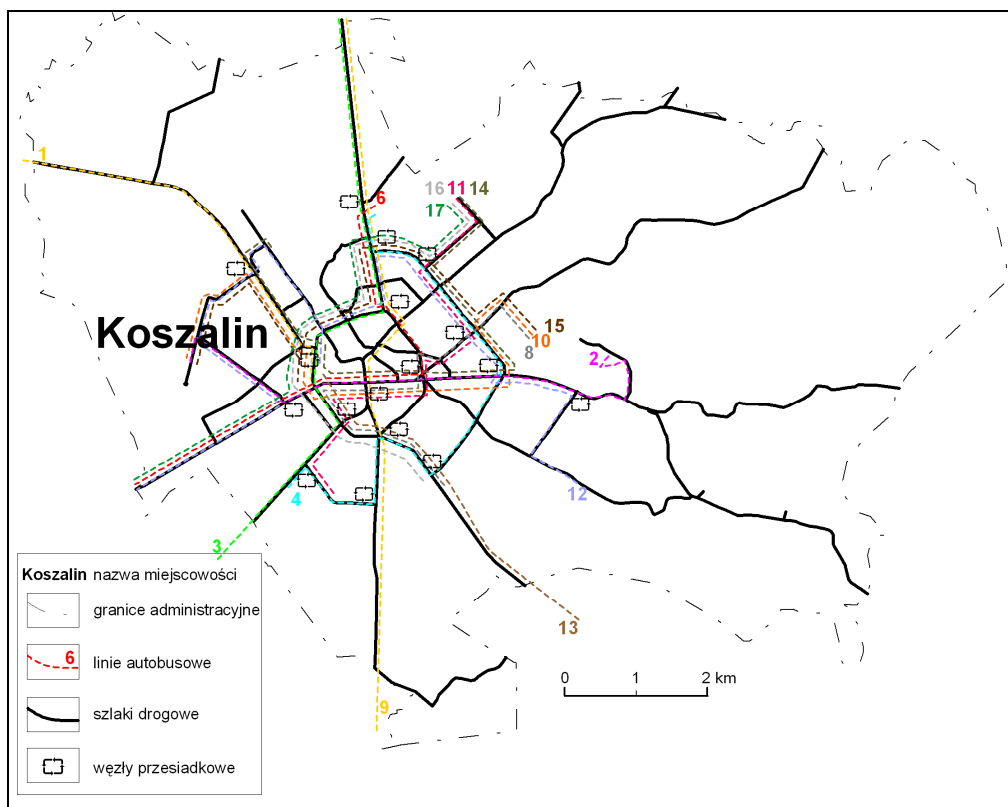 1
6
16 11 14
17
Koszalin
15
10
8
2
12
4
3
13
9
Koszalin nazwa miejscowości
granice administracyjne
6 linie autobusowe
szlaki drogowe
węzły przesiadkowe
0 1 2 km